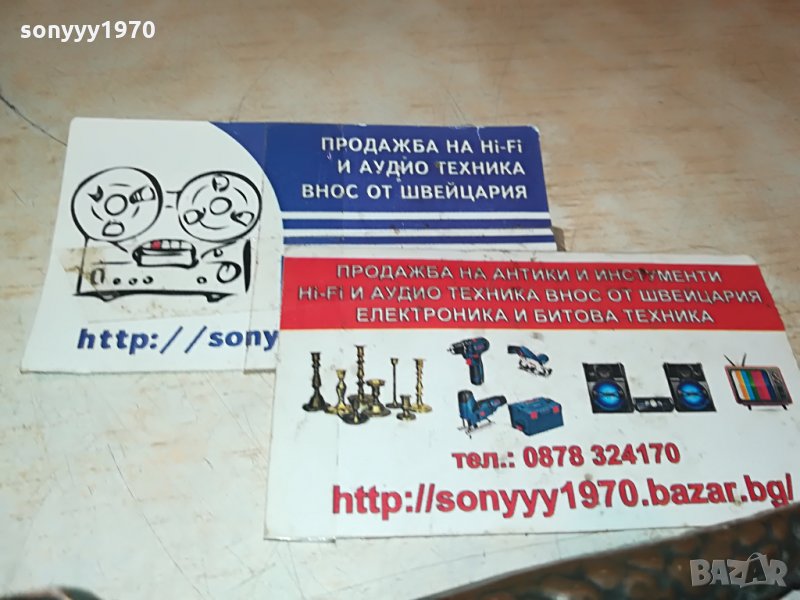 sonyyy1970
ПРОДАЖБА НА Hi-Fi
И АУДИО ТЕХНИКА
ВНОС ОТ ШВЕЙЦАРИЯ
http://sony
ПРОДАЖБА НА АНТИКИ И ИНСТУМЕНТИ
Hi-Fi И АУДИО ТЕХНИКА ВНОС ОТ ШВЕЙЦАРИЯ
ЕЛЕКТРОНИКА И БИТОВА ТЕХНИКА
тел.: 0878 324170
http://sonyyy1970.bazar.bg/
sonyyy1970
BAZAR